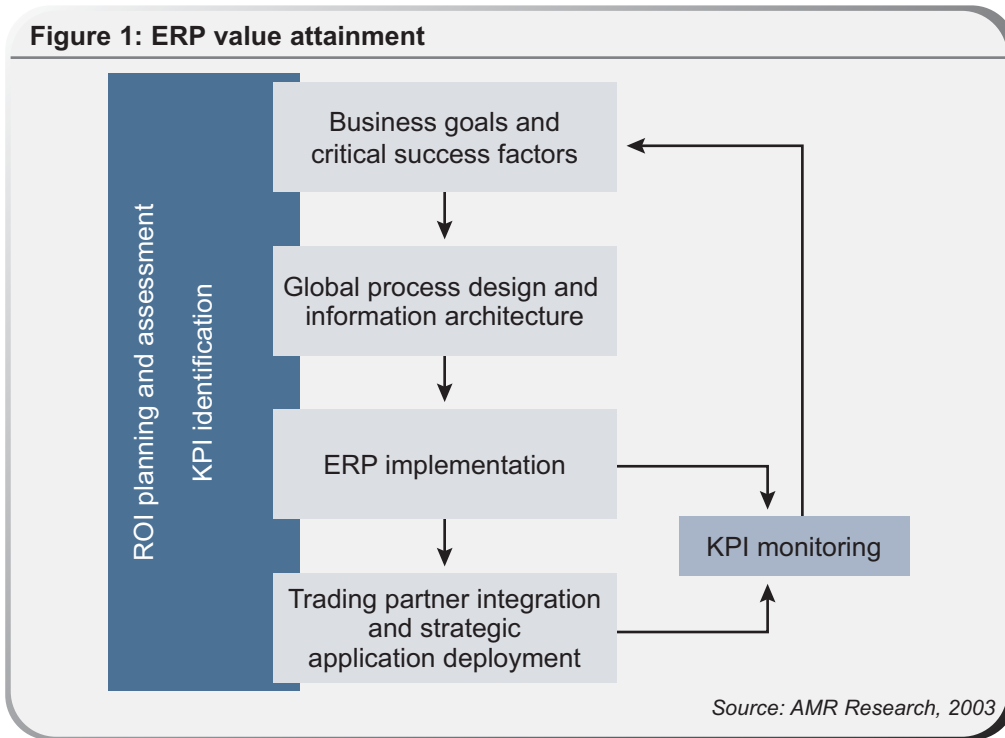 Figure 1: ERP value attainment
ROI planning and assessment
KPI identification
Business goals and
critical success factors
Global process design and
information architecture
ERP implementation
KPI monitoring
Trading partner integration
and strategic
application deployment
Source: AMR Research, 2003